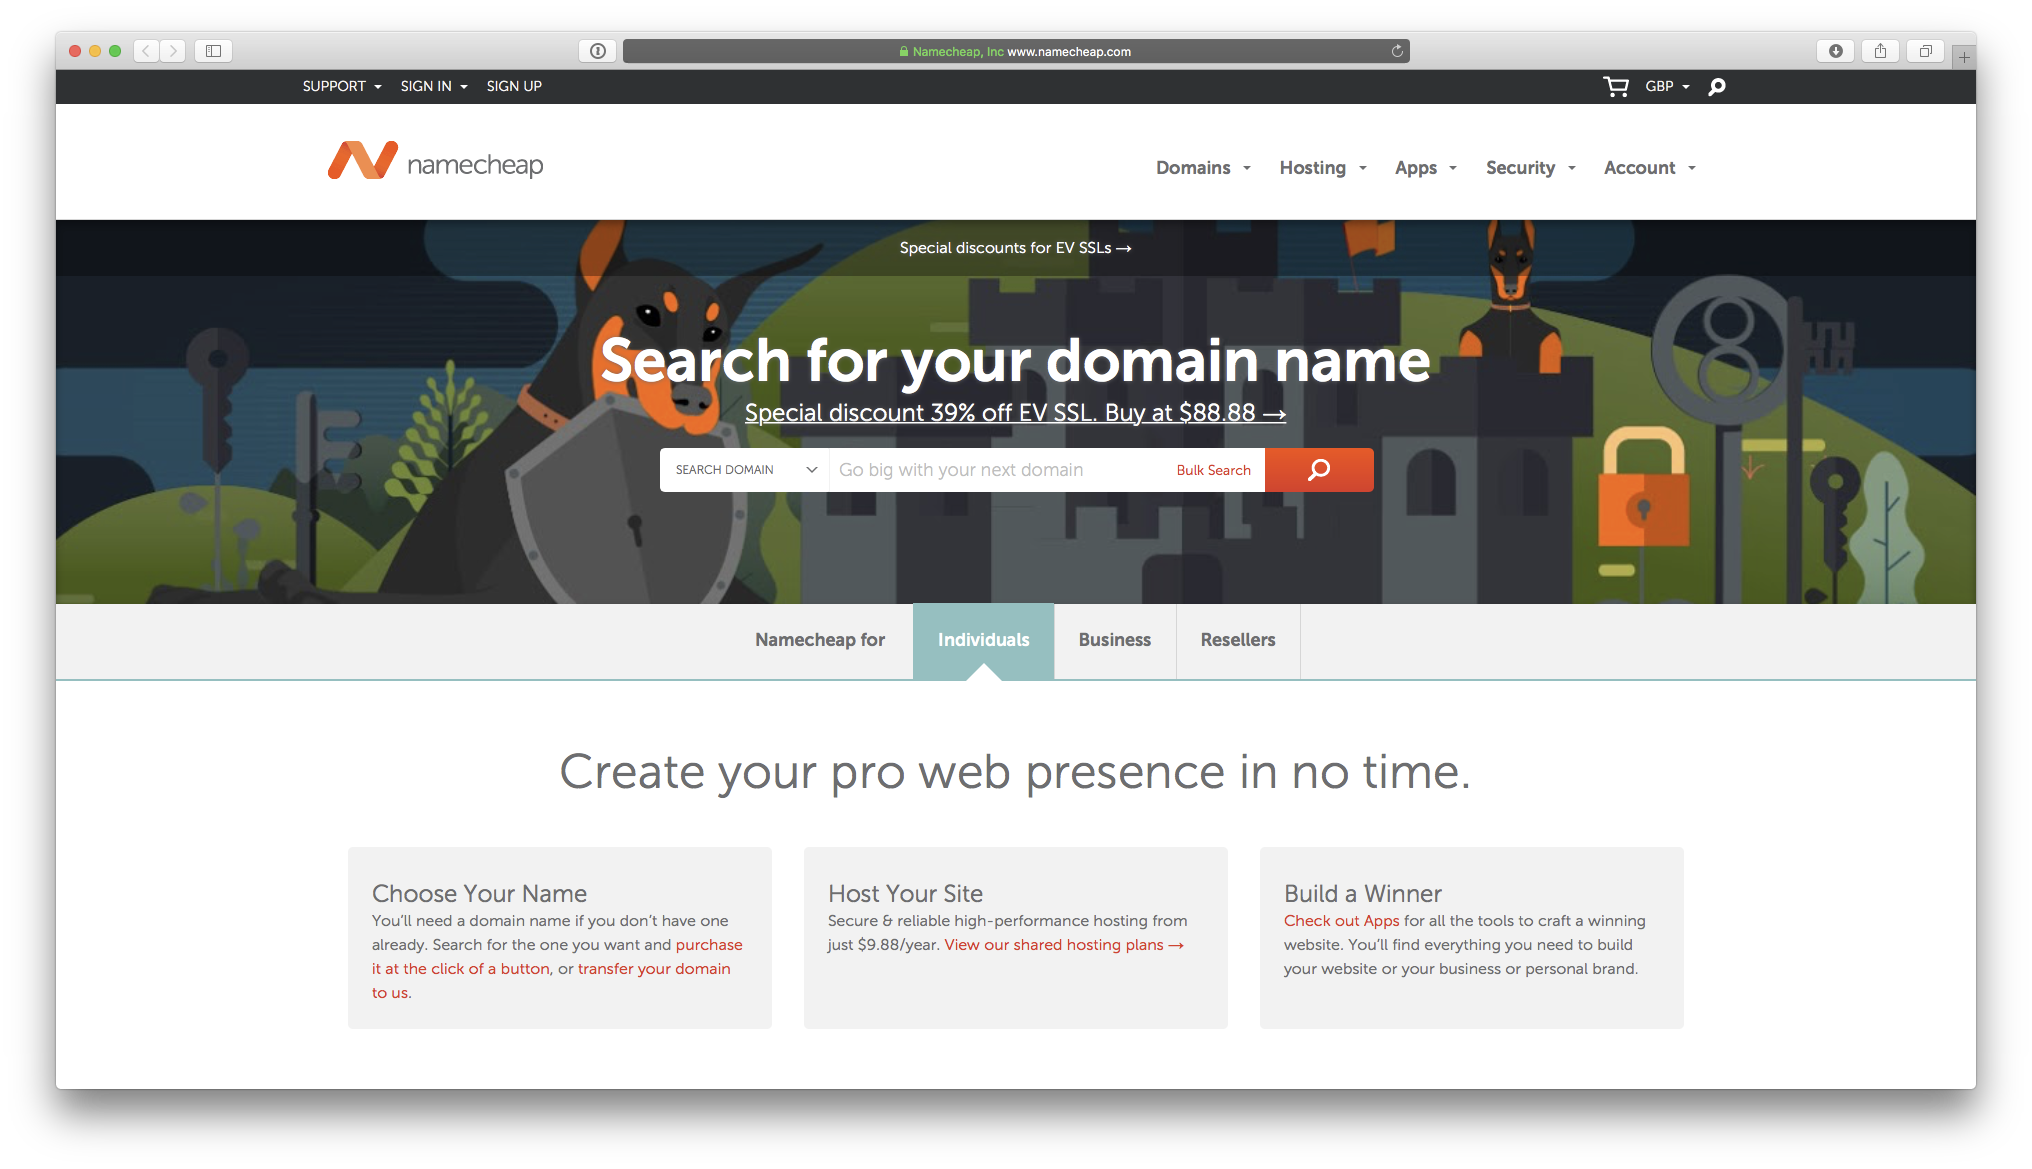 Namecheap, Inc www.namecheap.com
SUPPORT SIGN IN SIGN UP GBP
namecheap
Domains Hosting Apps Security Account
Special discounts for EV SSLs →
Search for your domain name
Special discount 39% off EV SSL. Buy at $88.88 →
SEARCH DOMAIN Go big with your next domain Bulk Search
Namecheap for Individuals Business Resellers
Create your pro web presence in no time.
Choose Your Name
You’ll need a domain name if you don’t have one
already. Search for the one you want and purchase
it at the click of a button, or transfer your domain
to us.
Host Your Site
Secure & reliable high-performance hosting from
just $9.88/year. View our shared hosting plans →
Build a Winner
Check out Apps for all the tools to craft a winning
website. You’ll find everything you need to build
your website or your business or personal brand.